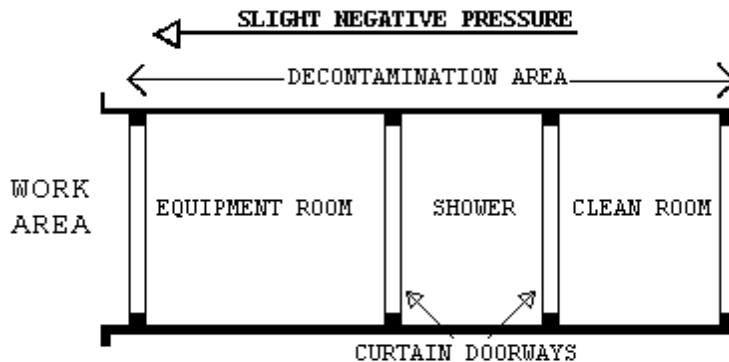 SLIGHT NEGATIVE PRESSURE
DECONTAMINATION AREA
WORK
AREA
EQUIPMENT ROOM
SHOWER
CLEAN ROOM
CURTAIN DOORWAYS